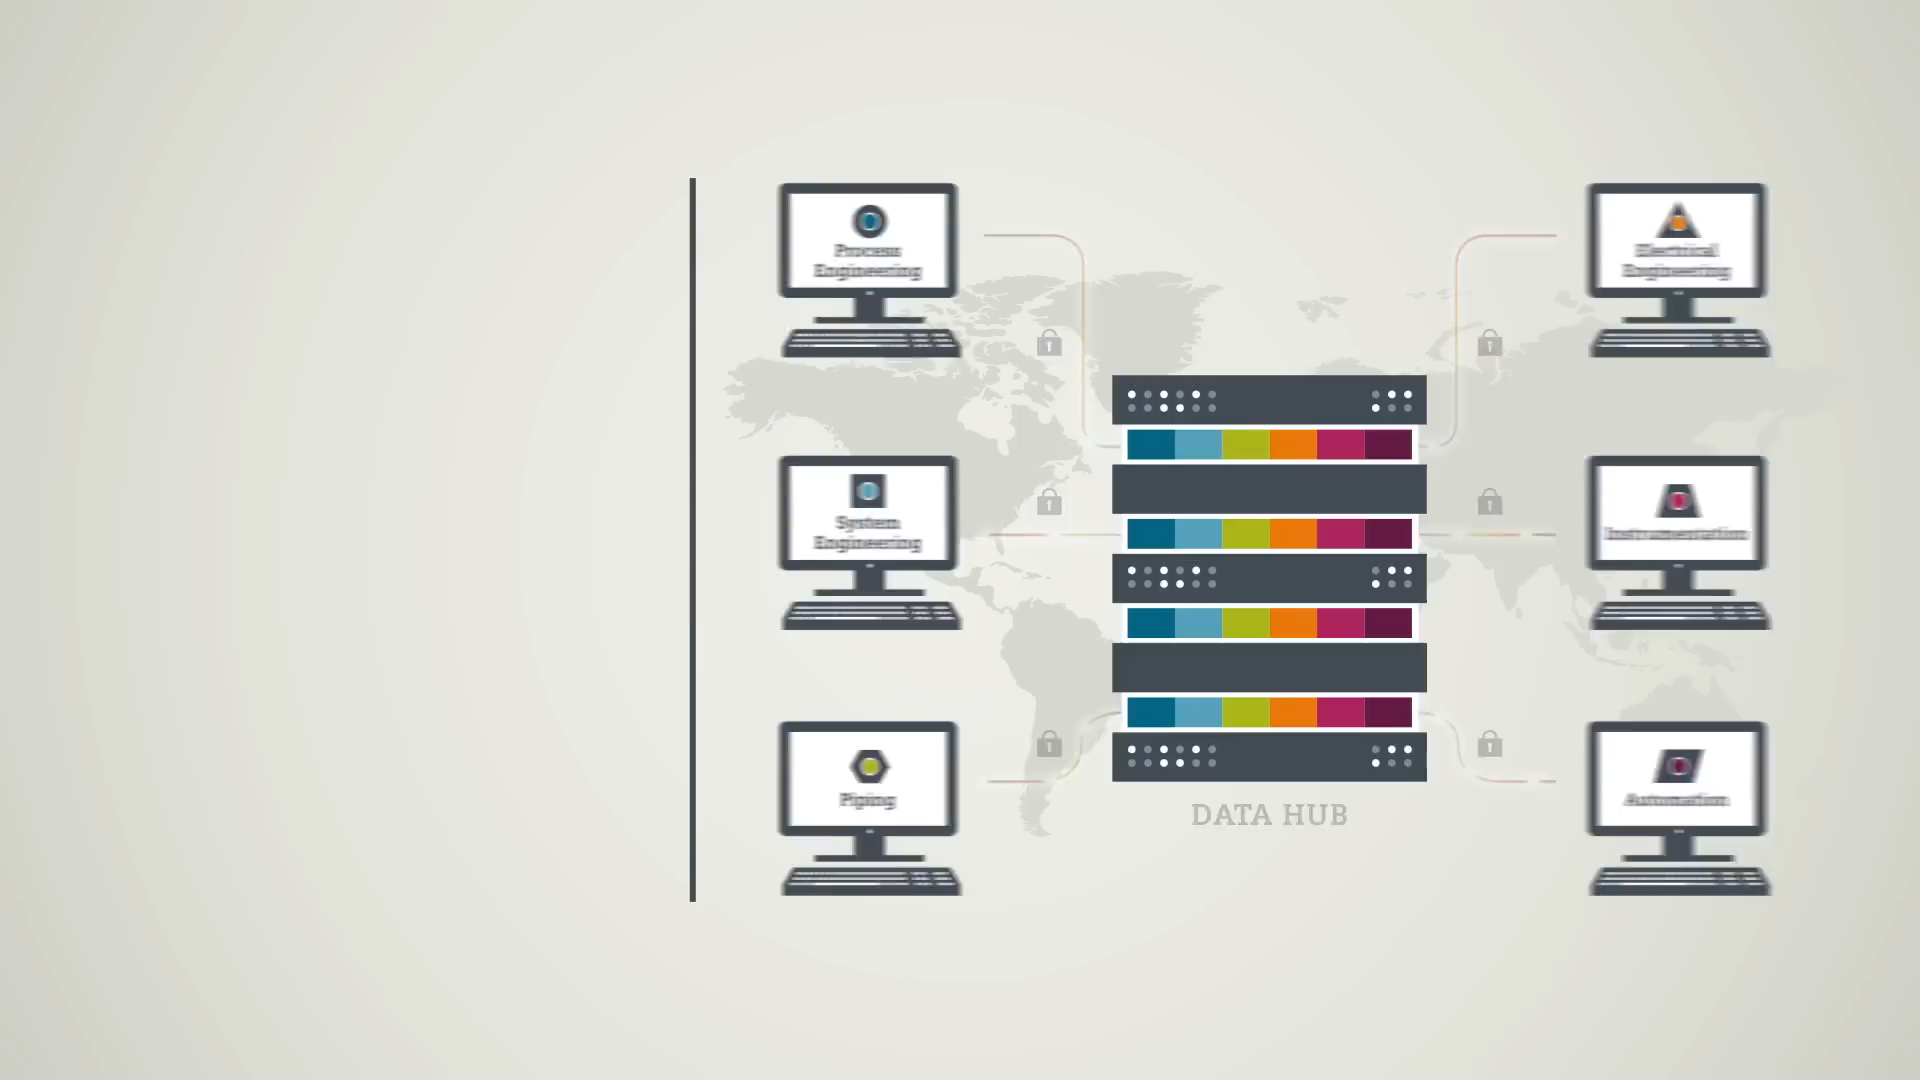 Process
Engineering
Electrical
Engineering
System
Engineering
Instrumentation
Piping
Automation
DATA HUB